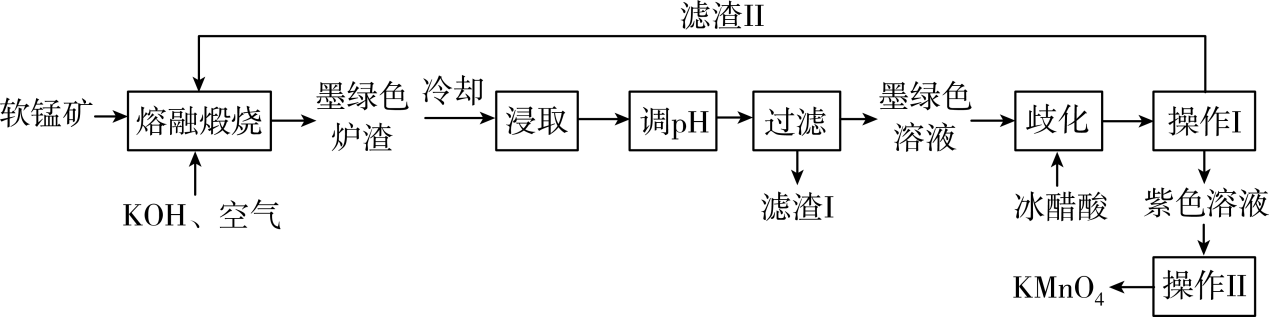 滤渣II
软锰矿
熔融煅烧
墨绿色
炉渣
冷却
浸取
调pH
过滤
墨绿色
溶液
歧化
操作I
KOH、空气
滤渣I
冰醋酸
紫色溶液
KMnO₄
操作II